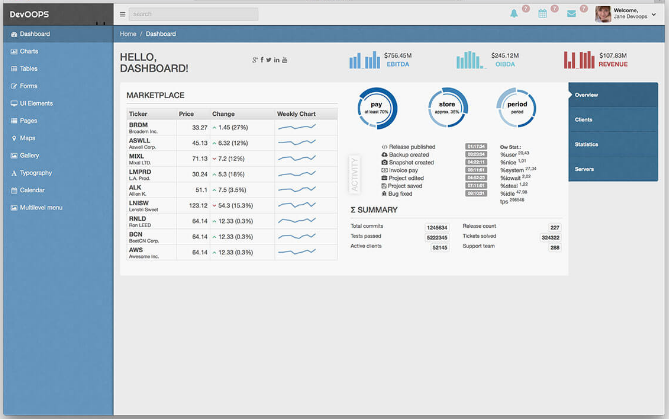 DevOOPS
search
7
7
7
Welcome,
Jane Devoops
Dashboard
Charts
Tables
Forms
UI Elements
Pages
Maps
Gallery
Typography
Calendar
Multilevel menu
Home / Dashboard
HELLO,
DASHBOARD!
$756.45M
EBITDA
$245.12M
OIBDA
$107.83M
REVENUE
MARKETPLACE
Ticker Price Change Weekly Chart
BRDM 33.27 1.45 (27%)
Broadem Inc.
ASWLL 45.13 6.32 (12%)
Aswell Corp.
MIXL 71.13 7.2 (12%)
Mixel LTD.
LMPRD 30.24 5.3 (16%)
L.A. Prod.
ALK 51.1 7.5 (3.5%)
Allen K.
LNISW 123.12 54.3 (15.3%)
Lenski Sweet
RNLD 64.14 12.33 (0.3%)
Ran LEED
BCN 64.14 12.33 (0.3%)
BestCN Corp.
AWS 64.14 12.33 (0.3%)
Awesome Inc.
pay
at least 70%
store
approx. 35%
period
period
ACTIVITY
Release published
Backup created
Snapshot created
Invoice pay
Project edited
Project saved
Bug fixed
Ow Stat.:
%user
%nice
%system
%iowait
%steal
%idle
tps
Σ SUMMARY
Total commits 1245634
Tests passed 5223345
Active clients 52145
Release count 227
Tickets solved 324322
Support team 288
Overview
Clients
Statistics
Servers